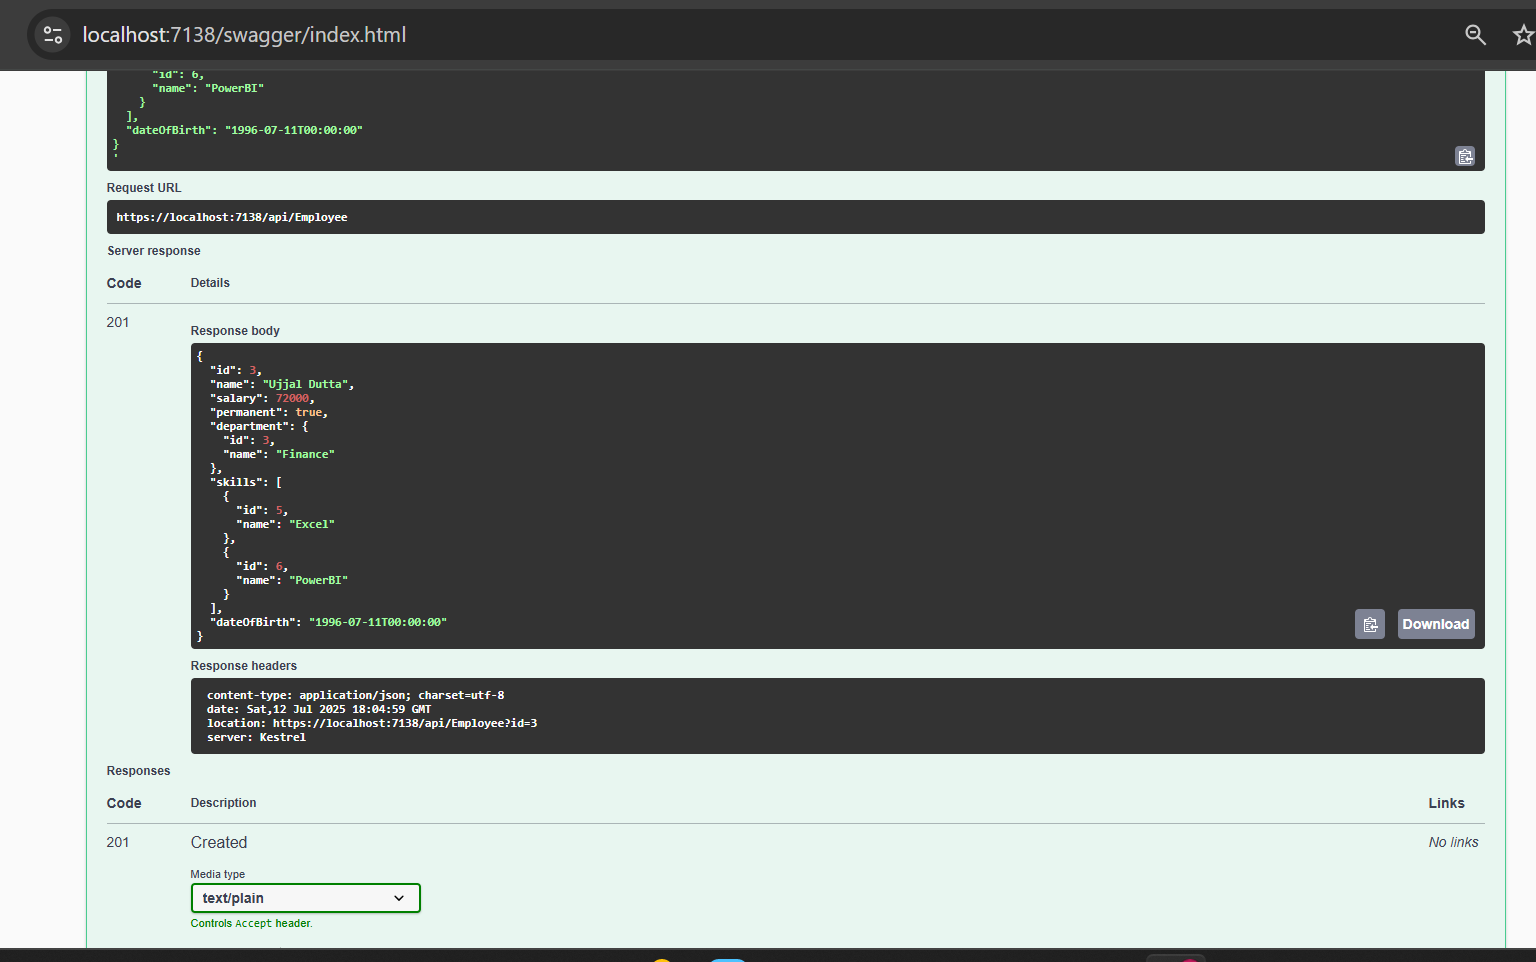 localhost:7138/swagger/index.html
"id": 6,
"name": "PowerBI"
}
],
"dateOfBirth": "1996-07-11T00:00:00"
}
'
Request URL
https://localhost:7138/api/Employee
Server response
Code Details
201
Response body
{
"id": 3,
"name": "Ujjal Dutta",
"salary": 72000,
"permanent": true,
"department": {
"id": 3,
"name": "Finance"
},
"skills": [
{
"id": 5,
"name": "Excel"
},
{
"id": 6,
"name": "PowerBI"
}
],
"dateOfBirth": "1996-07-11T00:00:00"
}
Download
Response headers
content-type: application/json; charset=utf-8
date: Sat,12 Jul 2025 18:04:59 GMT
location: https://localhost:7138/api/Employee?id=3
server: Kestrel
Responses
Code Description Links
201 Created No links
Media type
text/plain
Controls Accept header.